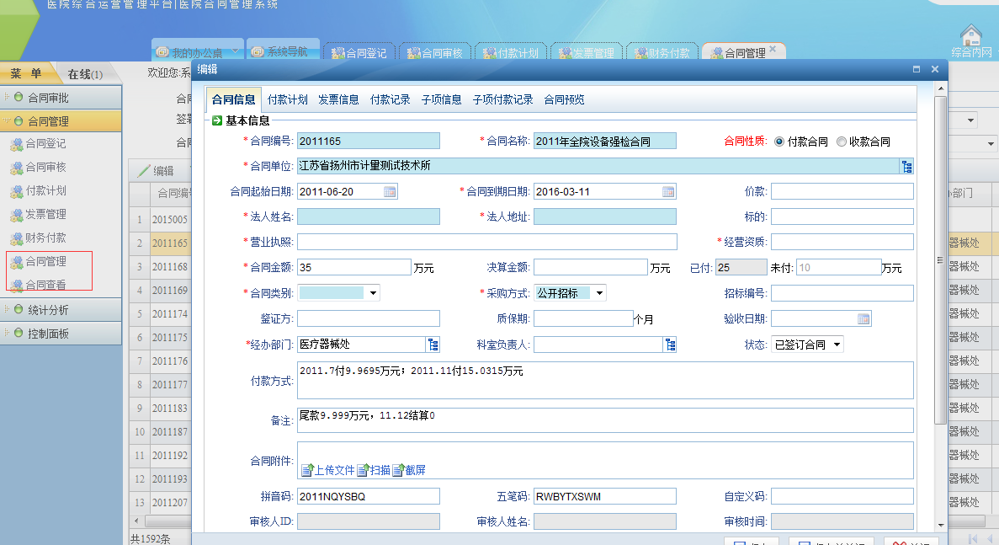 医院综合运营管理平台|医院合同管理系统
我的办公桌 系统导航 合同登记 合同审核 付款计划 发票管理 财务付款 合同管理
综合内网
菜 单 在线(1) 欢迎您:系
编辑
合同审批
合同管理
合同登记
合同审核
付款计划
发票管理
财务付款
合同管理
合同查看
统计分析
控制面板
合同
签署
合同
编辑
合同编
1 2015005
2 2011165
3 2011168
4 2011169
5 2011174
6 2011175
7 2011176
8 2011177
9 2011183
10 2011187
11 2011192
12 2011193
13 2011207
共1592条
合同信息 付款计划 发票信息 付款记录 子项信息 子项付款记录 合同预览
基本信息
*合同编号: 2011165 *合同名称: 2011年全院设备强检合同 合同性质: 付款合同 收款合同
*合同单位: 江苏省扬州市计量测试技术所
合同起始日期: 2011-06-20 *合同到期日期: 2016-03-11 价款:
*法人姓名: *法人地址: 标的:
*营业执照: *经营资质:
*合同金额: 35 万元 决算金额: 万元 已付: 25 未付: 10 万元
*合同类别: *采购方式: 公开招标 招标编号:
鉴证方: 质保期: 个月 验收日期:
*经办部门: 医疗器械处 科室负责人: 状态: 已签订合同
付款方式: 2011.7付9.9695万元；2011.11付15.0315万元
备注: 尾款9.999万元，11.12结算0
合同附件: 上传文件 扫描 截屏
拼音码: 2011NQYSBQ 五笔码: RWBYTXSWM 自定义码:
审核人ID: 审核人姓名: 审核时间:
部门
器械处
器械处
器械处
器械处
器械处
器械处
器械处
器械处
器械处
器械处
器械处
器械处